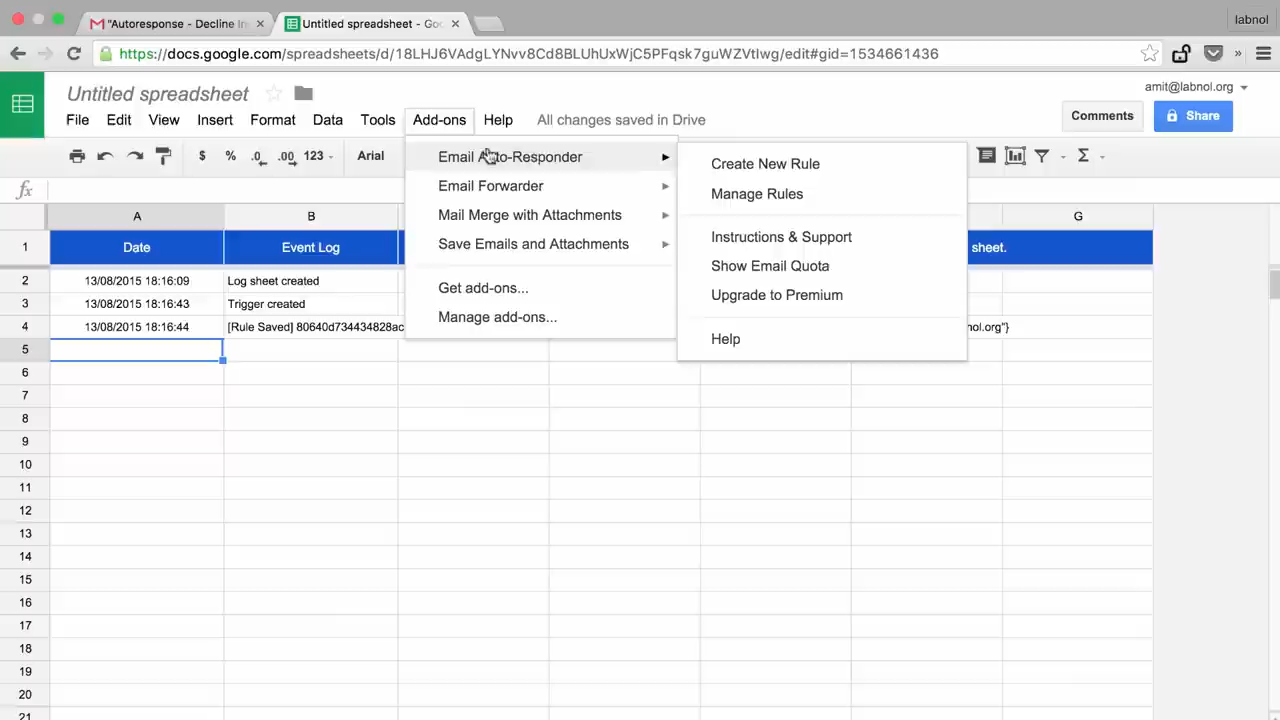 "Autoresponse - Decline In
Untitled spreadsheet - Goo
labnol
https://docs.google.com/spreadsheets/d/18LHJ6VAdgLYNvv8Cd8BLUhUxWjC5PFqsk7guWZVtIwg/edit#gid=1534661436
Untitled spreadsheet
amit@labnol.org
File Edit View Insert Format Data Tools Add-ons Help All changes saved in Drive
Comments Share
$ % .0 .00 123 Arial Σ
Email Auto-Responder
Email Forwarder
Mail Merge with Attachments
Save Emails and Attachments
Get add-ons...
Manage add-ons...
Create New Rule
Manage Rules
Instructions & Support
Show Email Quota
Upgrade to Premium
Help
fx
A B G
1 Date Event Log sheet.
2 13/08/2015 18:16:09 Log sheet created
3 13/08/2015 18:16:43 Trigger created
4 13/08/2015 18:16:44 [Rule Saved] 80640d734434828ac nol.org"}
5
6
7
8
9
10
11
12
13
14
15
16
17
18
19
20
21